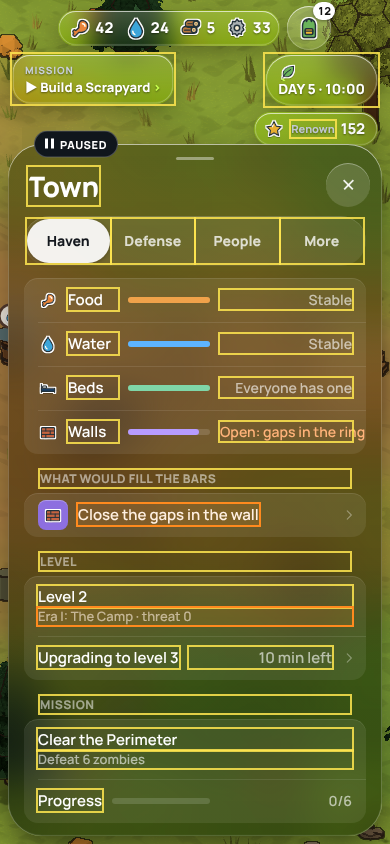 42 24 5 33 12
MISSION
▶ Build a Scrapyard ›
DAY 5 · 10:00
Renown 152
PAUSED
Town
Haven Defense People More
Food Stable
Water Stable
Beds Everyone has one
Walls Open: gaps in the ring
WHAT WOULD FILL THE BARS
Close the gaps in the wall
LEVEL
Level 2
Era I: The Camp · threat 0
Upgrading to level 3 10 min left
MISSION
Clear the Perimeter
Defeat 6 zombies
Progress 0/6